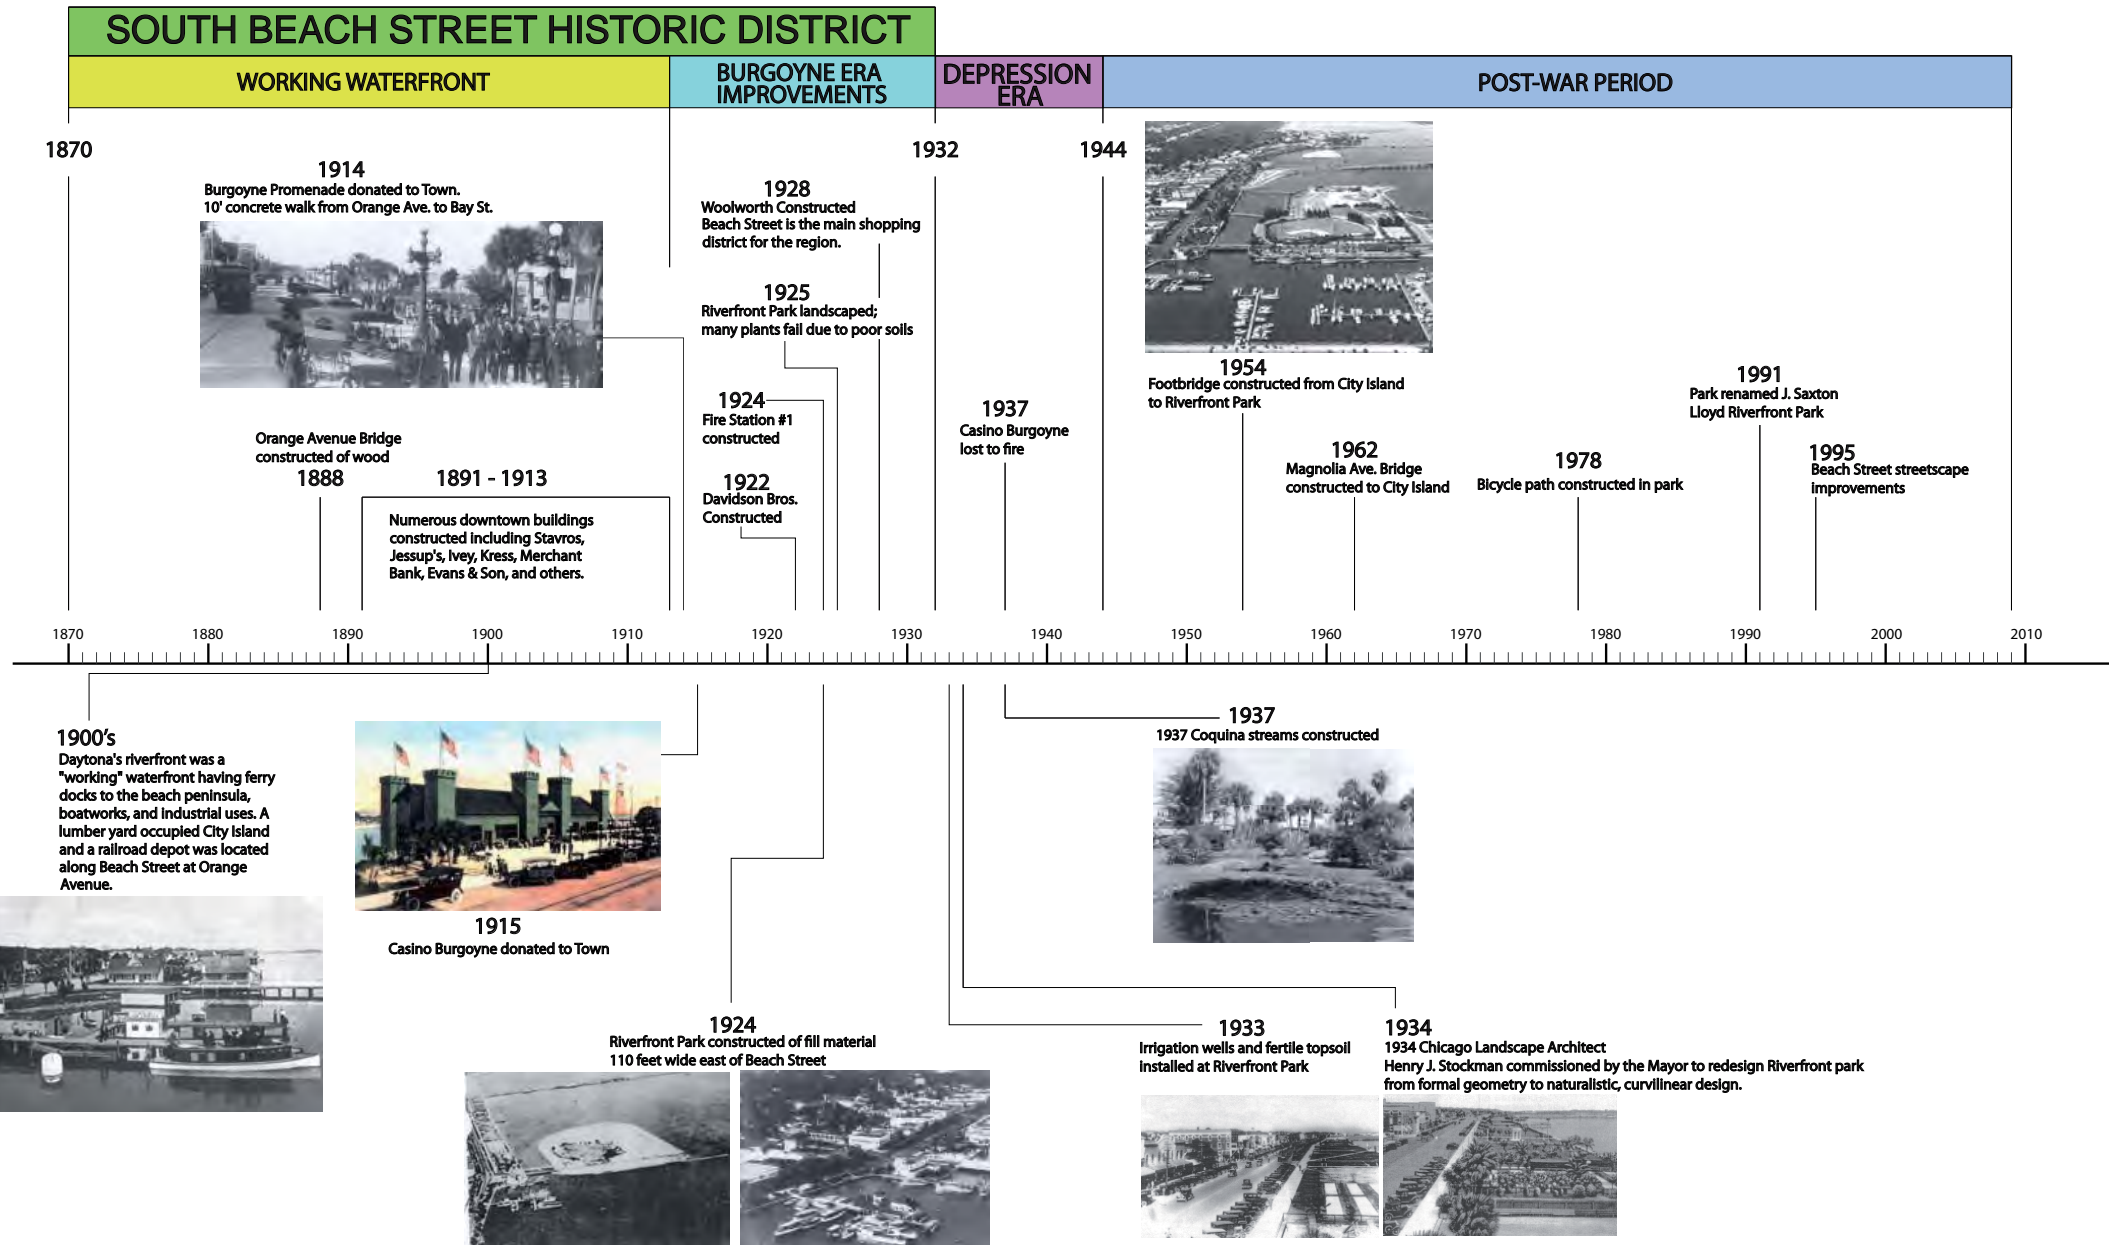 SOUTH BEACH STREET HISTORIC DISTRICT
WORKING WATERFRONT
BURGOYNE ERA
IMPROVEMENTS
DEPRESSION
ERA
POST-WAR PERIOD
1870
1932
1944
1914
Burgoyne Promenade donated to Town.
10' concrete walk from Orange Ave. to Bay St.
1928
Woolworth Constructed
Beach Street is the main shopping
district for the region.
1925
Riverfront Park landscaped;
many plants fail due to poor soils
1924
Fire Station #1
constructed
1922
Davidson Bros.
Constructed
Orange Avenue Bridge
constructed of wood
1888
1891 - 1913
Numerous downtown buildings
constructed including Stavros,
Jessup's, Ivey, Kress, Merchant
Bank, Evans & Son, and others.
1937
Casino Burgoyne
lost to fire
1954
Footbridge constructed from City Island
to Riverfront Park
1962
Magnolia Ave. Bridge
constructed to City Island
1978
Bicycle path constructed in park
1991
Park renamed J. Saxton
Lloyd Riverfront Park
1995
Beach Street streetscape
improvements
1870 1880 1890 1900 1910 1920 1930 1940 1950 1960 1970 1980 1990 2000 2010
1900's
Daytona's riverfront was a
"working" waterfront having ferry
docks to the beach peninsula,
boatworks, and industrial uses. A
lumber yard occupied City Island
and a railroad depot was located
along Beach Street at Orange
Avenue.
1915
Casino Burgoyne donated to Town
1924
Riverfront Park constructed of fill material
110 feet wide east of Beach Street
1937
1937 Coquina streams constructed
1933
Irrigation wells and fertile topsoil
Installed at Riverfront Park
1934
1934 Chicago Landscape Architect
Henry J. Stockman commissioned by the Mayor to redesign Riverfront park
from formal geometry to naturalistic, curvilinear design.